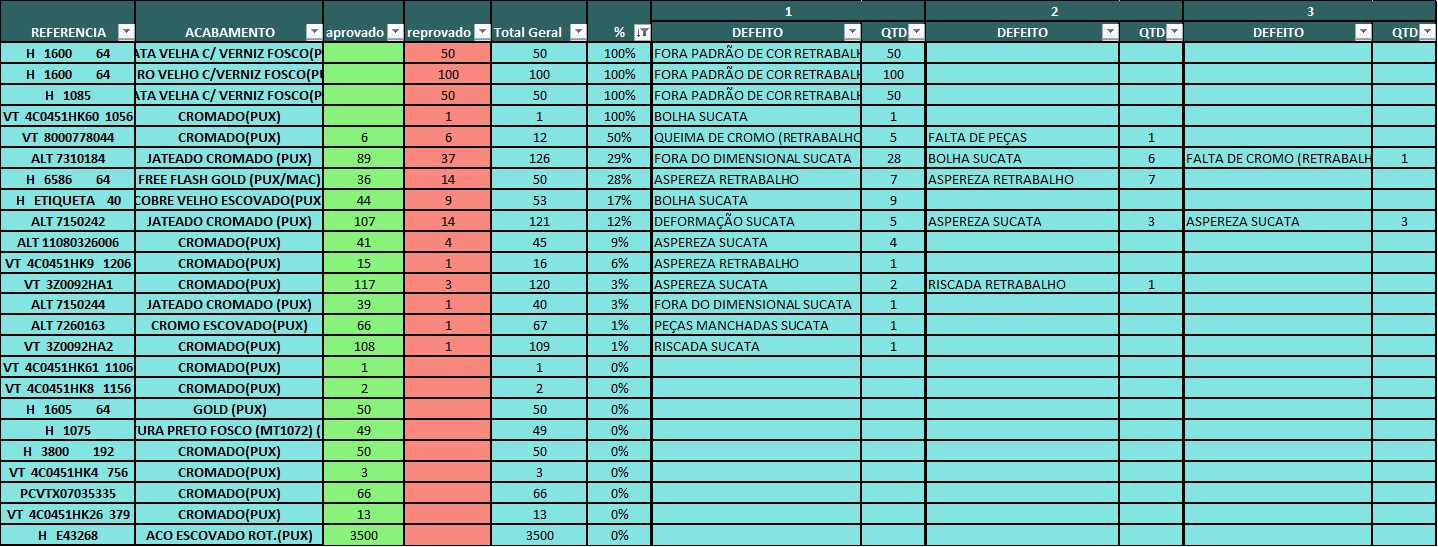 1 2 3
REFERENCIA ACABAMENTO aprovado reprovado Total Geral % DEFEITO QTD DEFEITO QTD DEFEITO QTD
H 1600 64 ATA VELHA C/ VERNIZ FOSCO(P 50 50 100% FORA PADRÃO DE COR RETRABALH 50
H 1600 64 RO VELHO C/VERNIZ FOSCO(PU 100 100 100% FORA PADRÃO DE COR RETRABALH 100
H 1085 ATA VELHA C/ VERNIZ FOSCO(P 50 50 100% FORA PADRÃO DE COR RETRABALH 50
VT 4C0451HK60 1056 CROMADO(PUX) 1 1 100% BOLHA SUCATA 1
VT 8000778044 CROMADO(PUX) 6 6 12 50% QUEIMA DE CROMO (RETRABALHO 5 FALTA DE PEÇAS 1
ALT 7310184 JATEADO CROMADO (PUX) 89 37 126 29% FORA DO DIMENSIONAL SUCATA 28 BOLHA SUCATA 6 FALTA DE CROMO (RETRABALH 1
H 6586 64 FREE FLASH GOLD (PUX/MAC) 36 14 50 28% ASPEREZA RETRABALHO 7 ASPEREZA RETRABALHO 7
H ETIQUETA 40 COBRE VELHO ESCOVADO(PUX 44 9 53 17% BOLHA SUCATA 9
ALT 7150242 JATEADO CROMADO (PUX) 107 14 121 12% DEFORMAÇÃO SUCATA 5 ASPEREZA SUCATA 3 ASPEREZA SUCATA 3
ALT 11080326006 CROMADO(PUX) 41 4 45 9% ASPEREZA SUCATA 4
VT 4C0451HK9 1206 CROMADO(PUX) 15 1 16 6% ASPEREZA RETRABALHO 1
VT 3Z0092HA1 CROMADO(PUX) 117 3 120 3% ASPEREZA SUCATA 2 RISCADA RETRABALHO 1
ALT 7150244 JATEADO CROMADO (PUX) 39 1 40 3% FORA DO DIMENSIONAL SUCATA 1
ALT 7260163 CROMO ESCOVADO(PUX) 66 1 67 1% PEÇAS MANCHADAS SUCATA 1
VT 3Z0092HA2 CROMADO(PUX) 108 1 109 1% RISCADA SUCATA 1
VT 4C0451HK61 1106 CROMADO(PUX) 1 1 0%
VT 4C0451HK8 1156 CROMADO(PUX) 2 2 0%
H 1605 64 GOLD (PUX) 50 50 0%
H 1075 TURA PRETO FOSCO (MT1072) ( 49 49 0%
H 3800 192 CROMADO(PUX) 50 50 0%
VT 4C0451HK4 756 CROMADO(PUX) 3 3 0%
PCVTX07035335 CROMADO(PUX) 66 66 0%
VT 4C0451HK26 379 CROMADO(PUX) 13 13 0%
H E43268 ACO ESCOVADO ROT.(PUX) 3500 3500 0%